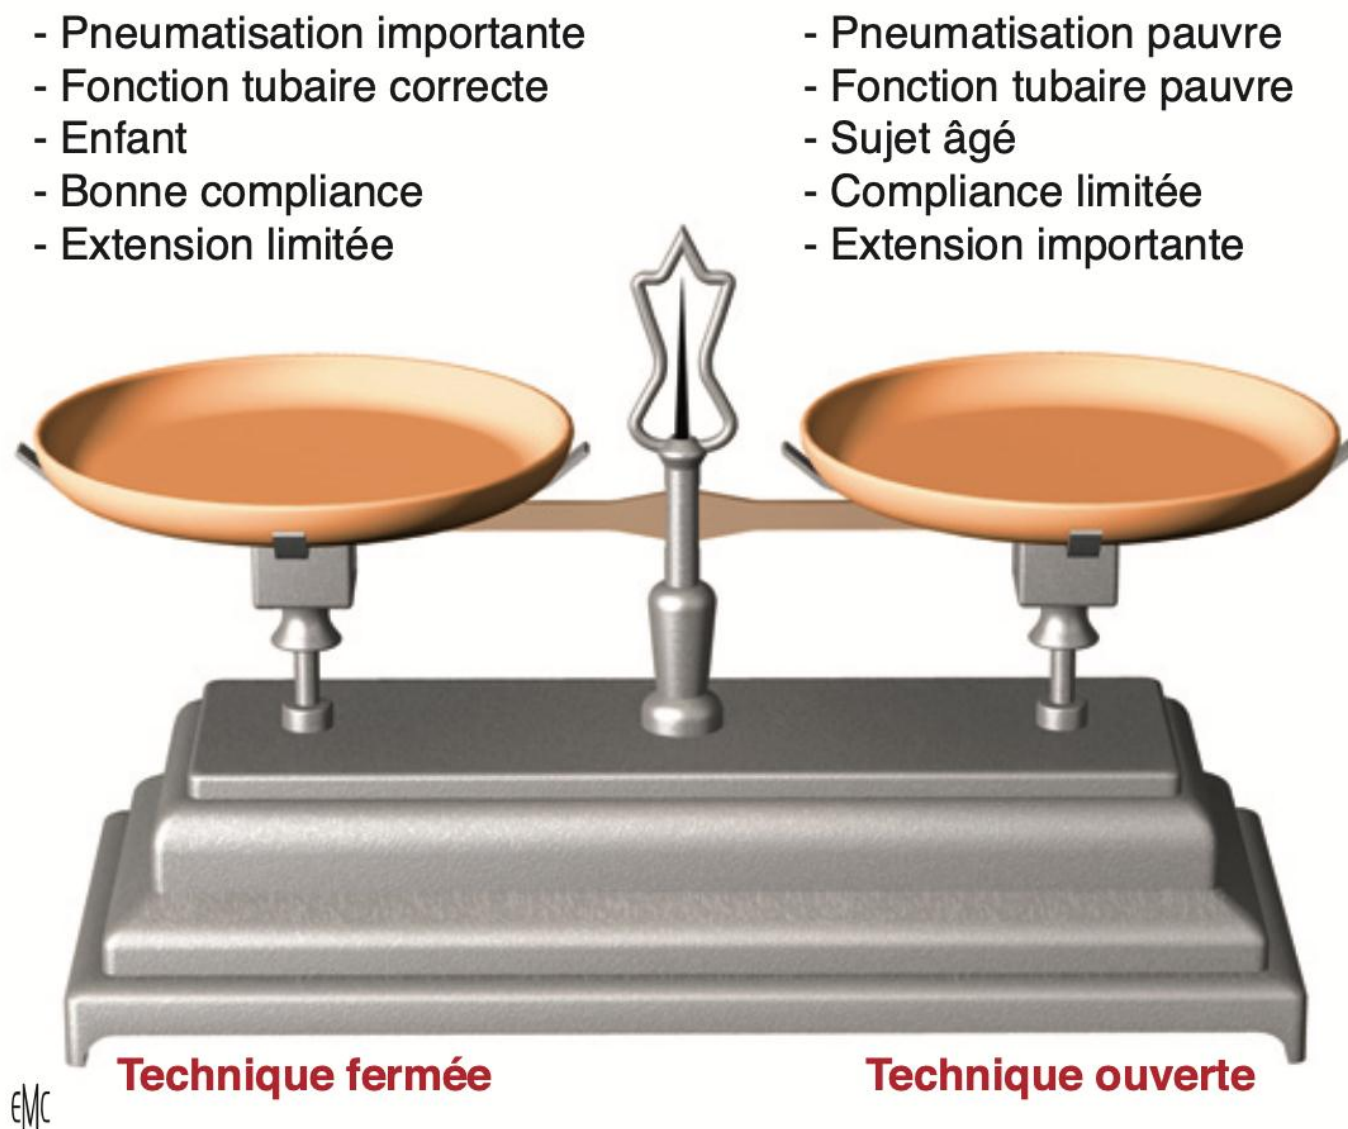 - Pneumatisation importante
- Fonction tubaire correcte
- Enfant
- Bonne compliance
- Extension limitée
- Pneumatisation pauvre
- Fonction tubaire pauvre
- Sujet âgé
- Compliance limitée
- Extension importante
Technique fermée
Technique ouverte
EMC